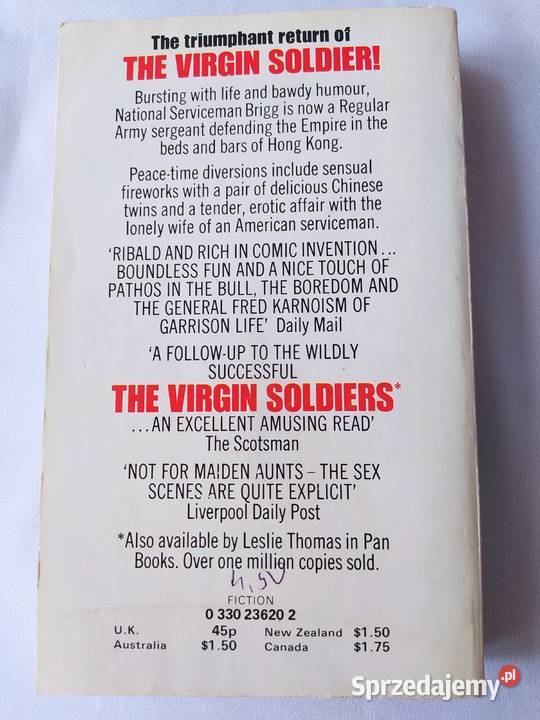 The triumphant return of
THE VIRGIN SOLDIER!
Bursting with life and bawdy humour,
National Serviceman Brigg is now a Regular
Army sergeant defending the Empire in the
beds and bars of Hong Kong.
Peace-time diversions include sensual
fireworks with a pair of delicious Chinese
twins and a tender, erotic affair with the
lonely wife of an American serviceman.
'RIBALD AND RICH IN COMIC INVENTION...
BOUNDLESS FUN AND A NICE TOUCH OF
PATHOS IN THE BULL, THE BOREDOM AND
THE GENERAL FRED KARNOISM OF
GARRISON LIFE' Daily Mail
'A FOLLOW-UP TO THE WILDLY
SUCCESSFUL
THE VIRGIN SOLDIERS*
...AN EXCELLENT AMUSING READ'
The Scotsman
'NOT FOR MAIDEN AUNTS – THE SEX
SCENES ARE QUITE EXPLICIT'
Liverpool Daily Post
*Also available by Leslie Thomas in Pan
Books. Over one million copies sold.
FICTION
0 330 23620 2
U.K. 45p New Zealand $1.50
Australia $1.50 Canada $1.75
Sprzedajemy.pl